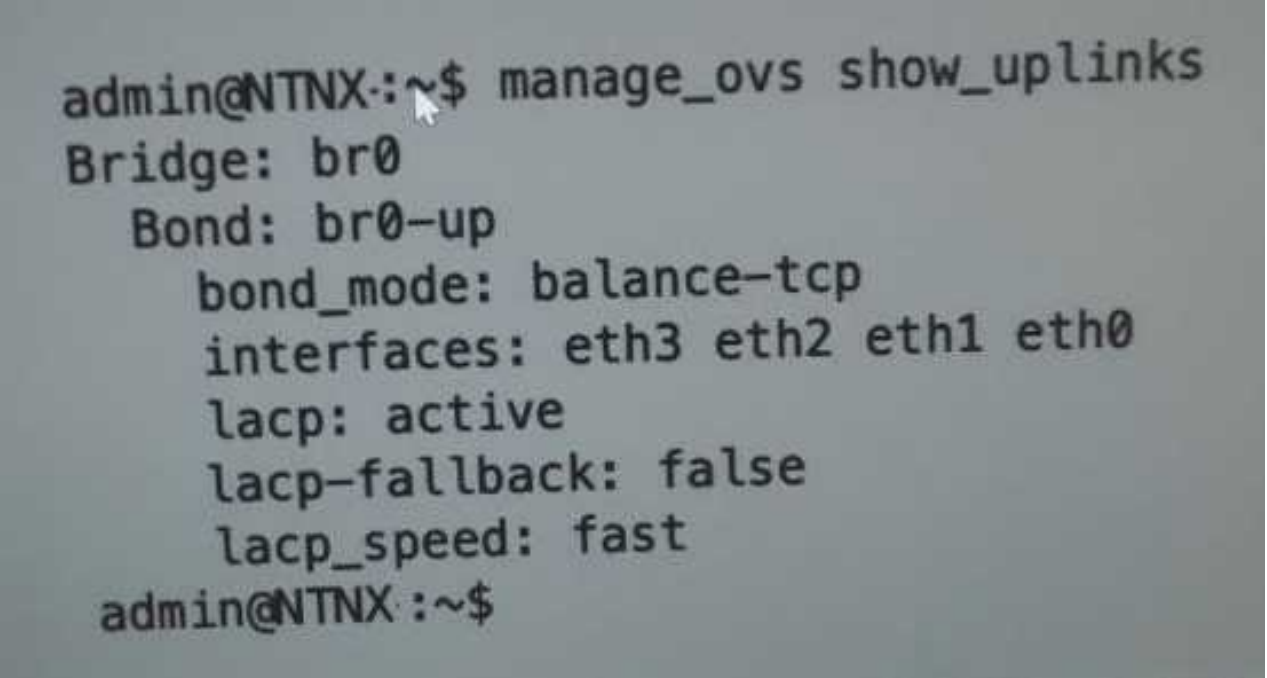 admin@NTNX-:~$ manage_ovs show_uplinks
Bridge: br0
Bond: br0-up
bond_mode: balance-tcp
interfaces: eth3 eth2 eth1 eth0
lacp: active
lacp-fallback: false
lacp_speed: fast
admin@NTNX :~$